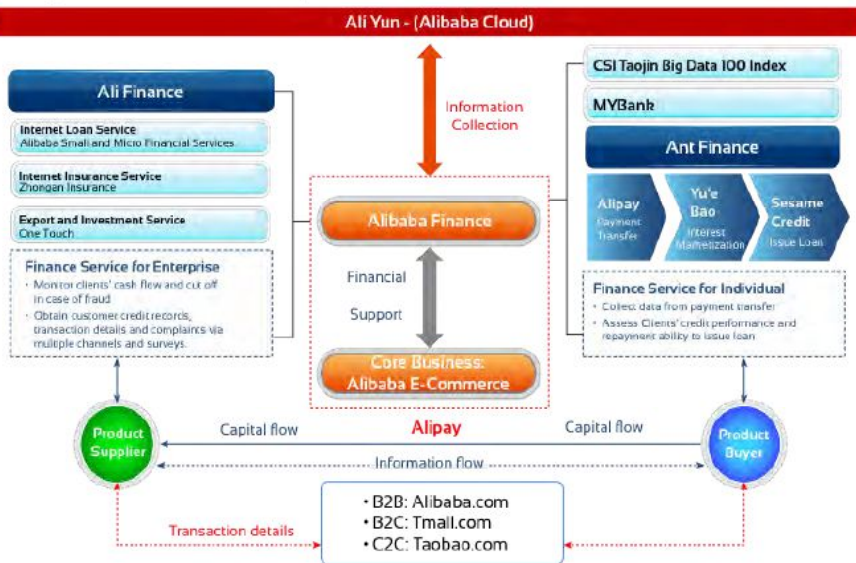 Ali Yun - (Alibaba Cloud)
Ali Finance
Internet Loan Service
Alibaba Small and Micro Financial Services
Internet Insurance Service
Zhongan Insurance
Export and Investment Service
One Touch
Finance Service for Enterprise
• Monitor clients' cash flew and cut off
in case of fraud
• Obtain customer credit records,
transaction details and complaints via
multiple channels and surveys.
Information
Collection
Alibaba Finance
Financial
Support
Core Business:
Alibaba E-Commerce
CSI Taojin Big Data 100 Index
MYBank
Ant Finance
Alipay
Payment
Transfer
Yu'e
Bao
Interest
Mametization
Sesame
Credit
Issue Loan
Finance Service for Individual
• Collect data from payment transfer
• Assess Clients' credit performance and
repayment ability to issue loan
Product
Supplier
Capital flow
Alipay
Capital flow
Product
Buyer
Information flow
Transaction details
• B2B: Alibaba.com
• B2C: Tmall.com
• C2C: Taobao.com